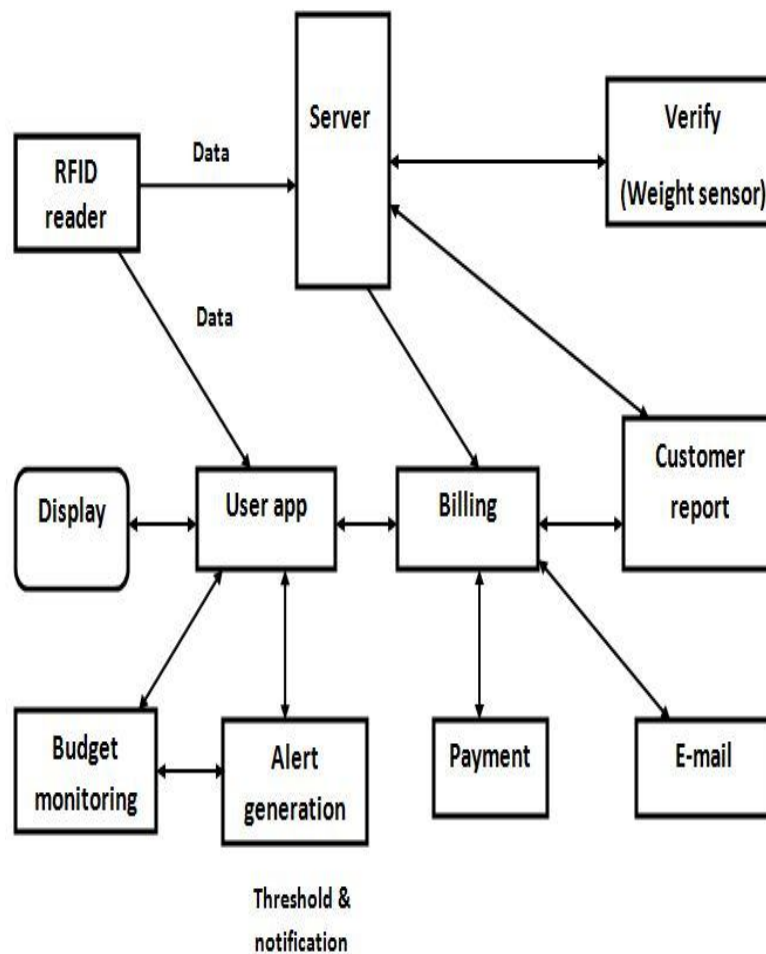 Server
Verify
(Weight sensor)
Data
RFID
reader
Data
Display
User app
Billing
Customer
report
Budget
monitoring
Alert
generation
Payment
E-mail
Threshold &
notification